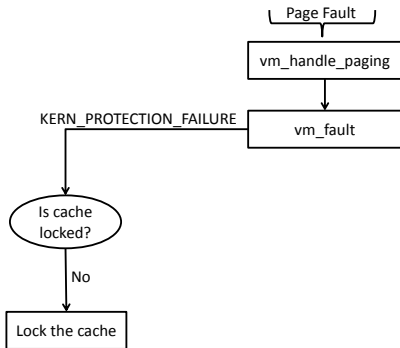 Page Fault
vm_handle_paging
KERN_PROTECTION_FAILURE
vm_fault
Is cache
locked?
No
Lock the cache